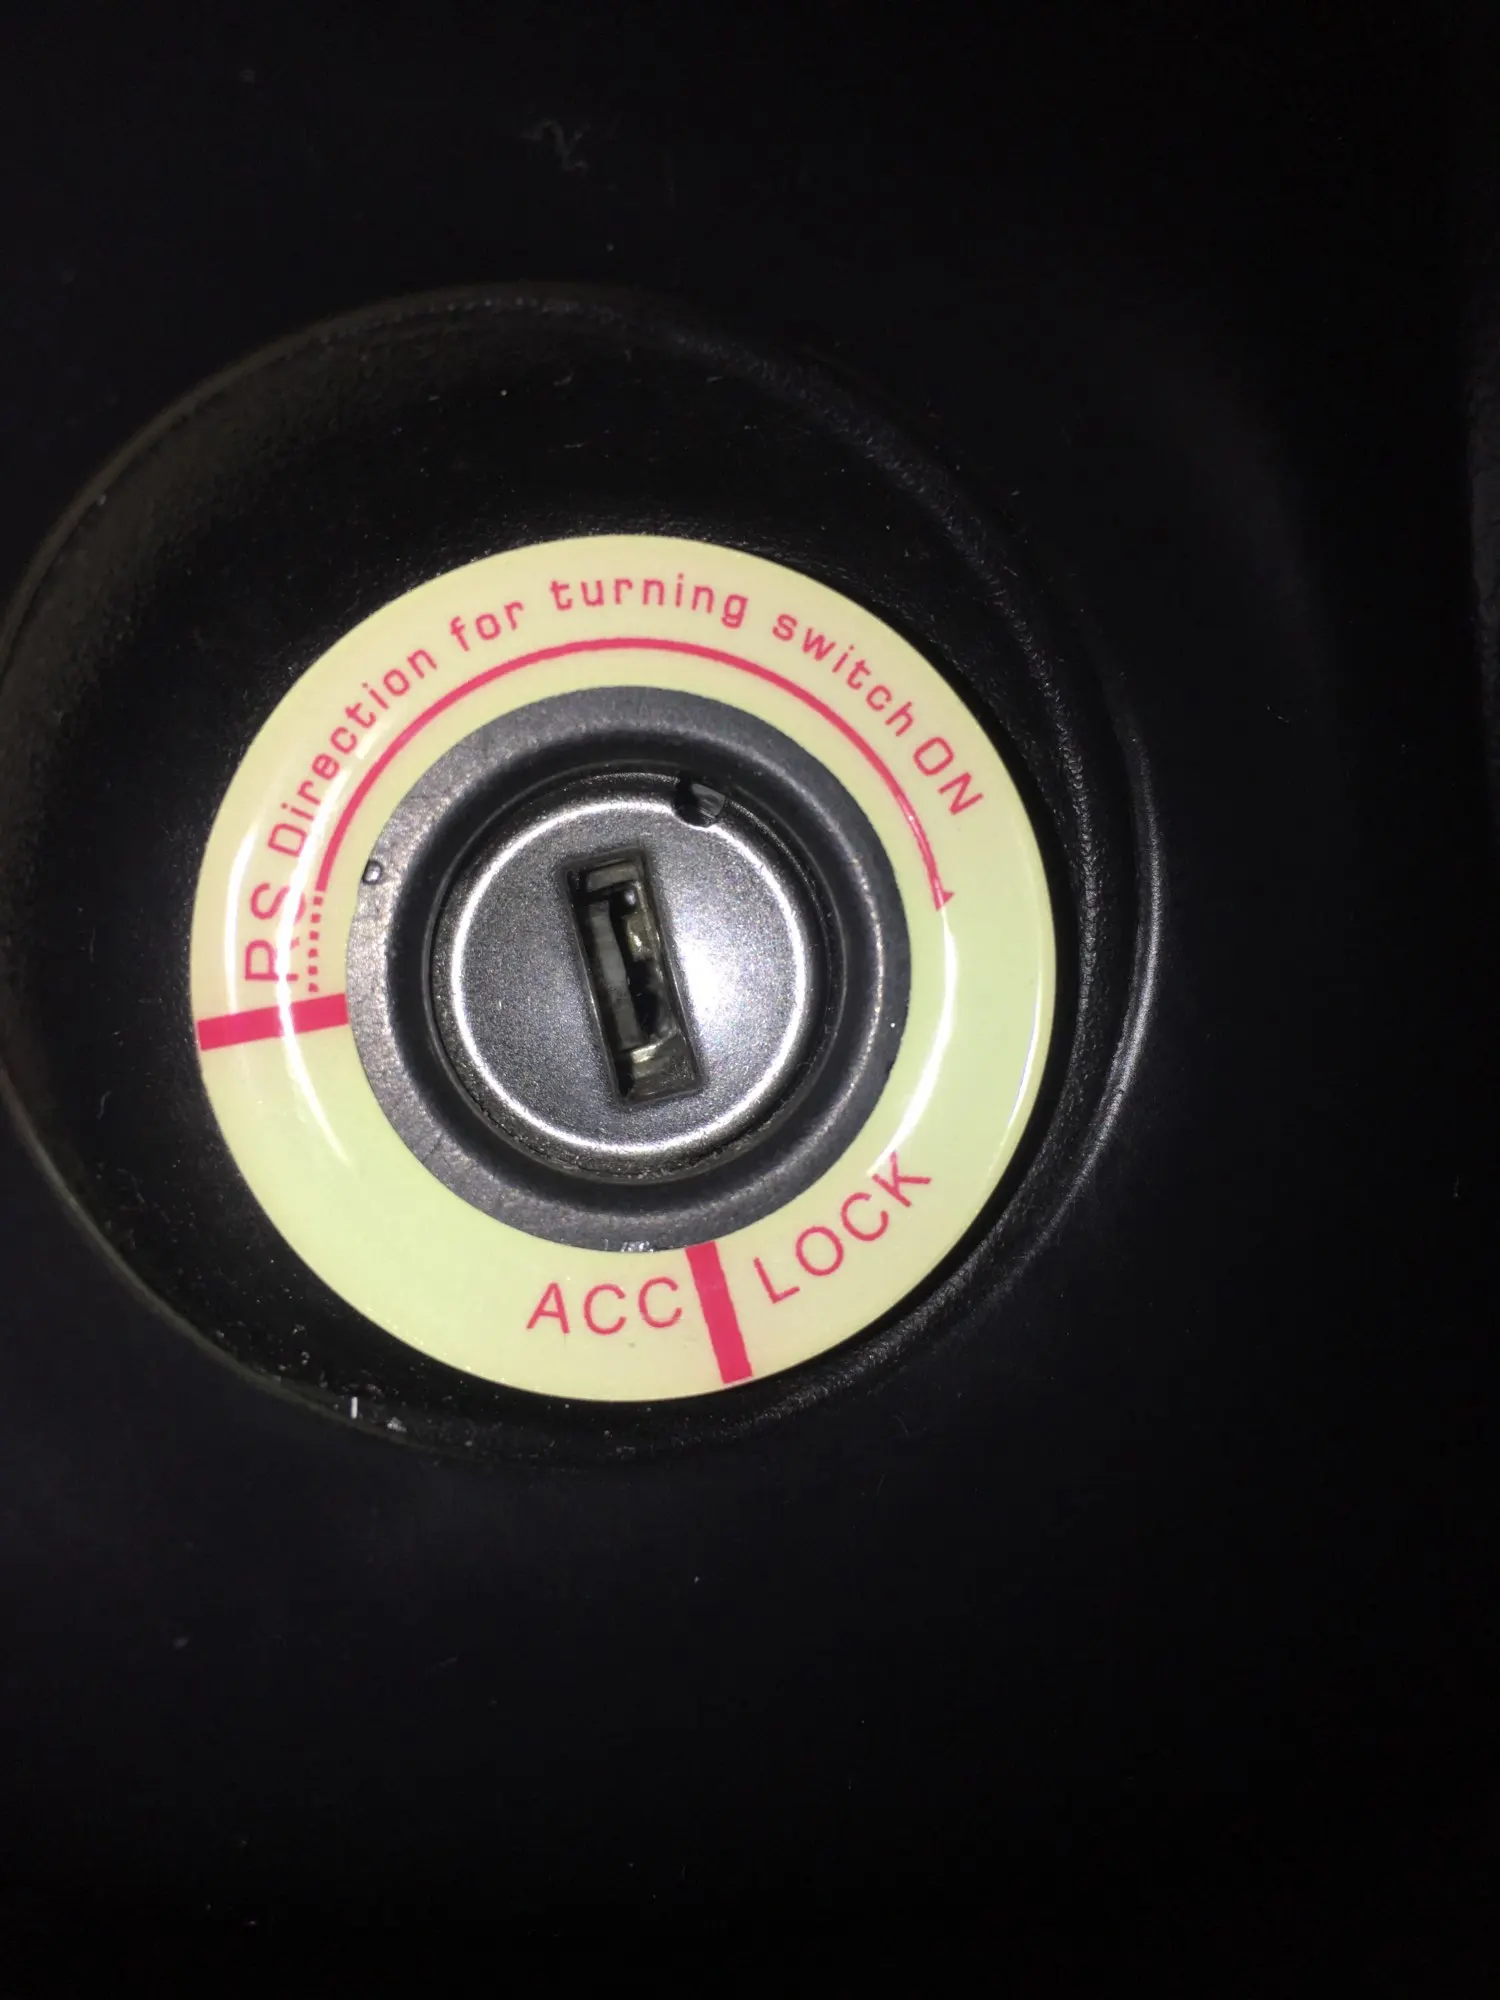 RS Direction for turning switch ON
ACC
LOCK